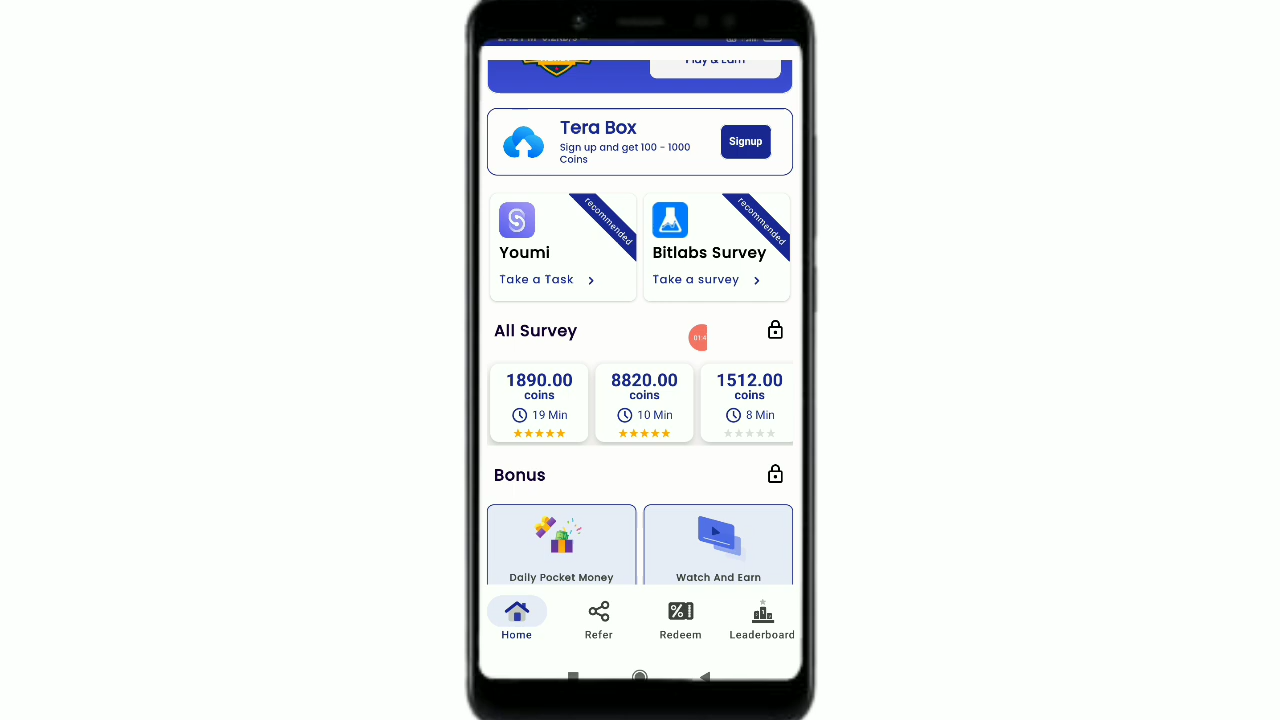 Play & Earn
Tera Box
Sign up and get 100 - 1000
Coins
Signup
recommended
recommended
Youmi
Bitlabs Survey
Take a Task
Take a survey
All Survey
01:4
1890.00
8820.00
1512.00
coins
coins
coins
19 Min
10 Min
8 Min
Bonus
Daily Pocket Money
Watch And Earn
Home
Refer
Redeem
Leaderboard